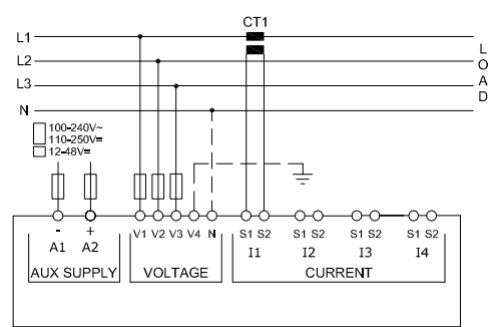 CT1
L1
L2
L3
N
LOAD
100-240V~
110-250V=
12-48V=
- + V1 V2 V3 V4 N S1 S2 S1 S2 S1 S2 S1 S2
A1 A2 I1 I2 I3 I4
AUX SUPPLY VOLTAGE CURRENT